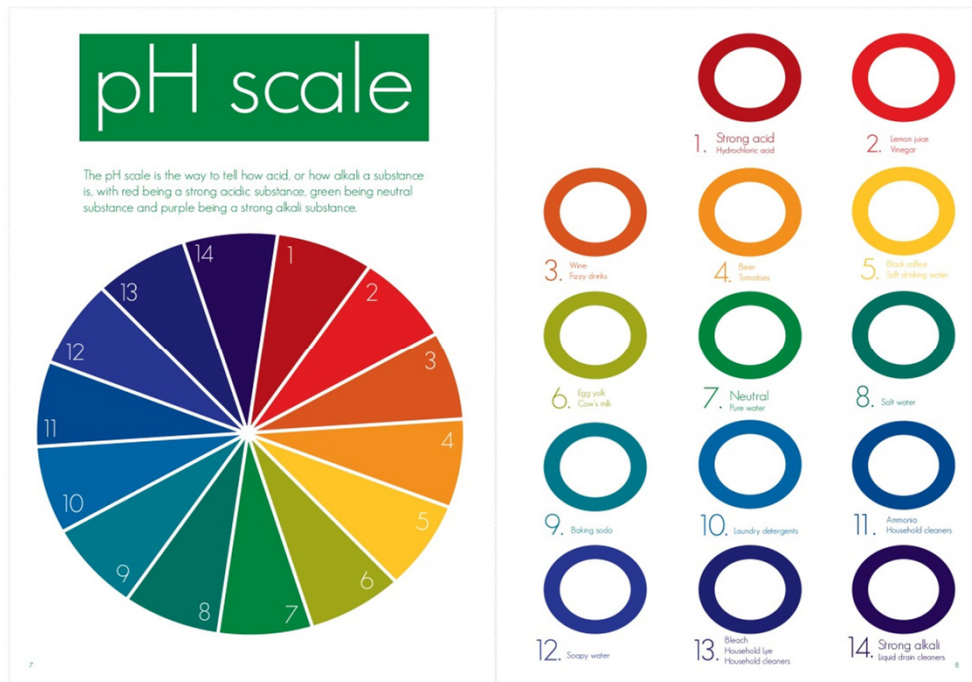 pH scale
The pH scale is the way to tell how acid, or how alkali a substance
is, with red being a strong acidic substance, green being neutral
substance and purple being a strong alkali substance.
1
2
3
4
5
6
7
8
9
10
11
12
13
14
7
1. Strong acid
Hydrochloric acid
2. Lemon juice
Vinegar
3. Wine
Fizzy drinks
4. Beer
Tomatoes
5. Black coffee
Soft drinking water
6. Egg yolk
Cow's milk
7. Neutral
Pure water
8. Salt water
9. Baking soda
10. Laundry detergents
11. Ammonia
Household cleaners
12. Soapy water
13. Bleach
Household Lye
Household cleaners
14. Strong alkali
Liquid drain cleaners
8